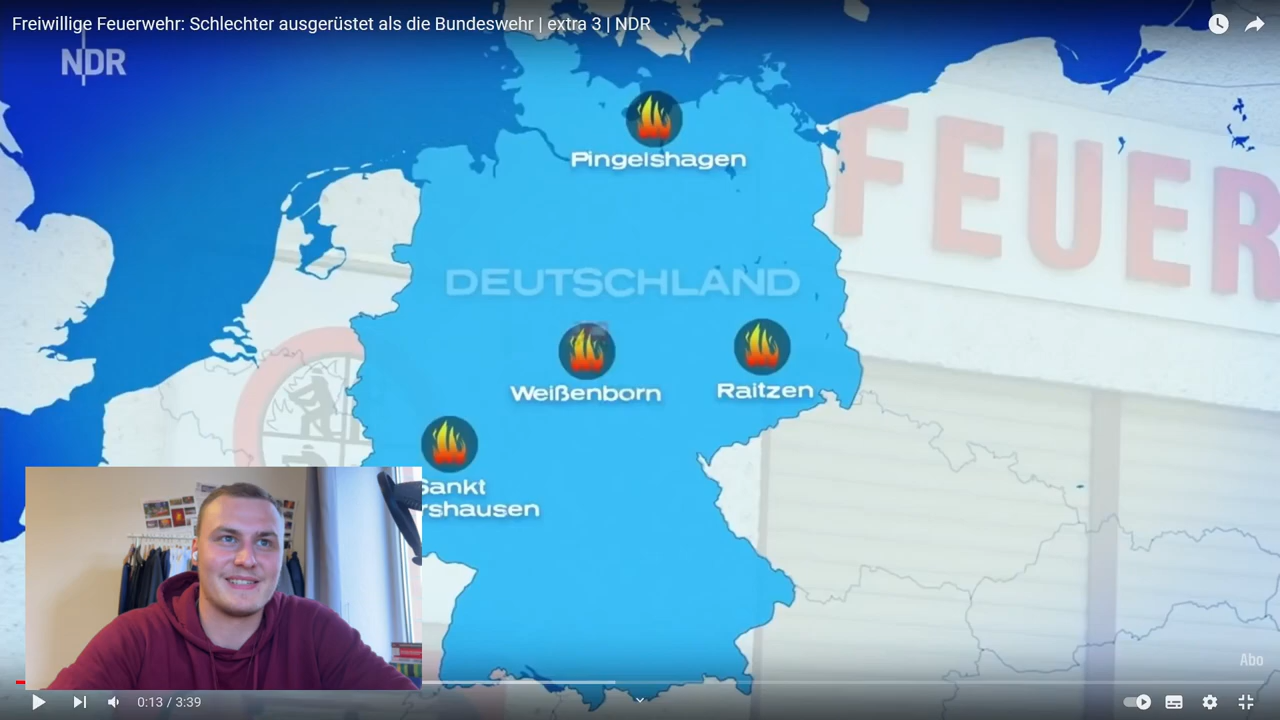 Freiwillige Feuerwehr: Schlechter ausgerüstet als die Bundeswehr | extra 3 | NDR
NDR
FEUER
Pingelshagen
DEUTSCHLAND
Weißenborn
Raitzen
Sankt
rshausen
Abo
0:13 / 3:39